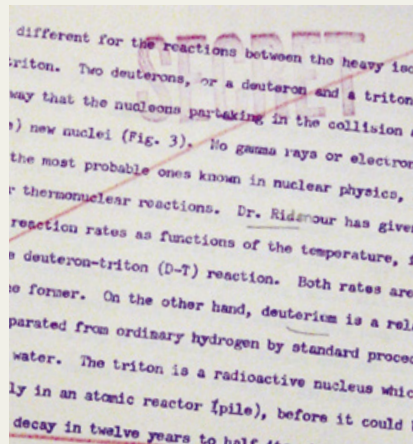 different for the reactions between the heavy iso
triton. Two deuterons, or a deuteron and a triton
way that the nucleons partaking in the collision
) new nuclei (Fig. 3). No gamma rays or electron
the most probable ones known in nuclear physics,
thermonuclear reactions. Dr. Ridenour has given
reaction rates as functions of the temperature,
deuteron-triton (D-T) reaction. Both rates are
former. On the other hand, deuterium is a rel
parated from ordinary hydrogen by standard proced
water. The triton is a radioactive nucleus whic
ly in an atomic reactor (pile), before it could
decay in twelve years to half
SECRET